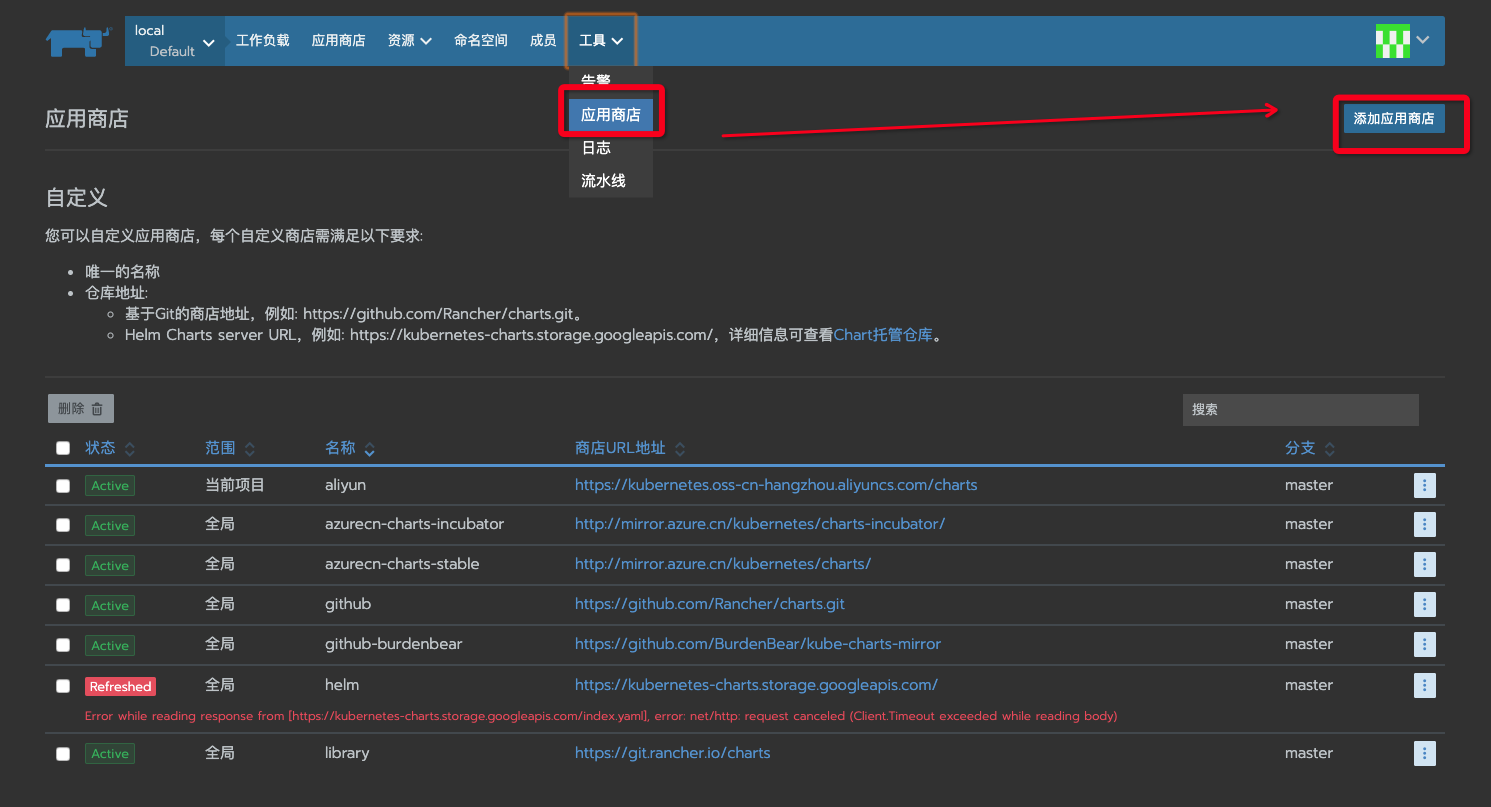 local
Default
工作负载 应用商店 资源 命名空间 成员 工具
告警
应用商店
日志
流水线
应用商店
添加应用商店
自定义
您可以自定义应用商店，每个自定义商店需满足以下要求:
唯一的名称
仓库地址:
基于Git的商店地址，例如: https://github.com/Rancher/charts.git。
Helm Charts server URL，例如: https://kubernetes-charts.storage.googleapis.com/，详细信息可查看Chart托管仓库。
删除 搜索
状态 范围 名称 商店URL地址 分支
Active 当前项目 aliyun https://kubernetes.oss-cn-hangzhou.aliyuncs.com/charts master
Active 全局 azurecn-charts-incubator http://mirror.azure.cn/kubernetes/charts-incubator/ master
Active 全局 azurecn-charts-stable http://mirror.azure.cn/kubernetes/charts/ master
Active 全局 github https://github.com/Rancher/charts.git master
Active 全局 github-burdenbear https://github.com/BurdenBear/kube-charts-mirror master
Refreshed 全局 helm https://kubernetes-charts.storage.googleapis.com/ master
Error while reading response from [https://kubernetes-charts.storage.googleapis.com/index.yaml], error: net/http: request canceled (Client.Timeout exceeded while reading body)
Active 全局 library https://git.rancher.io/charts master